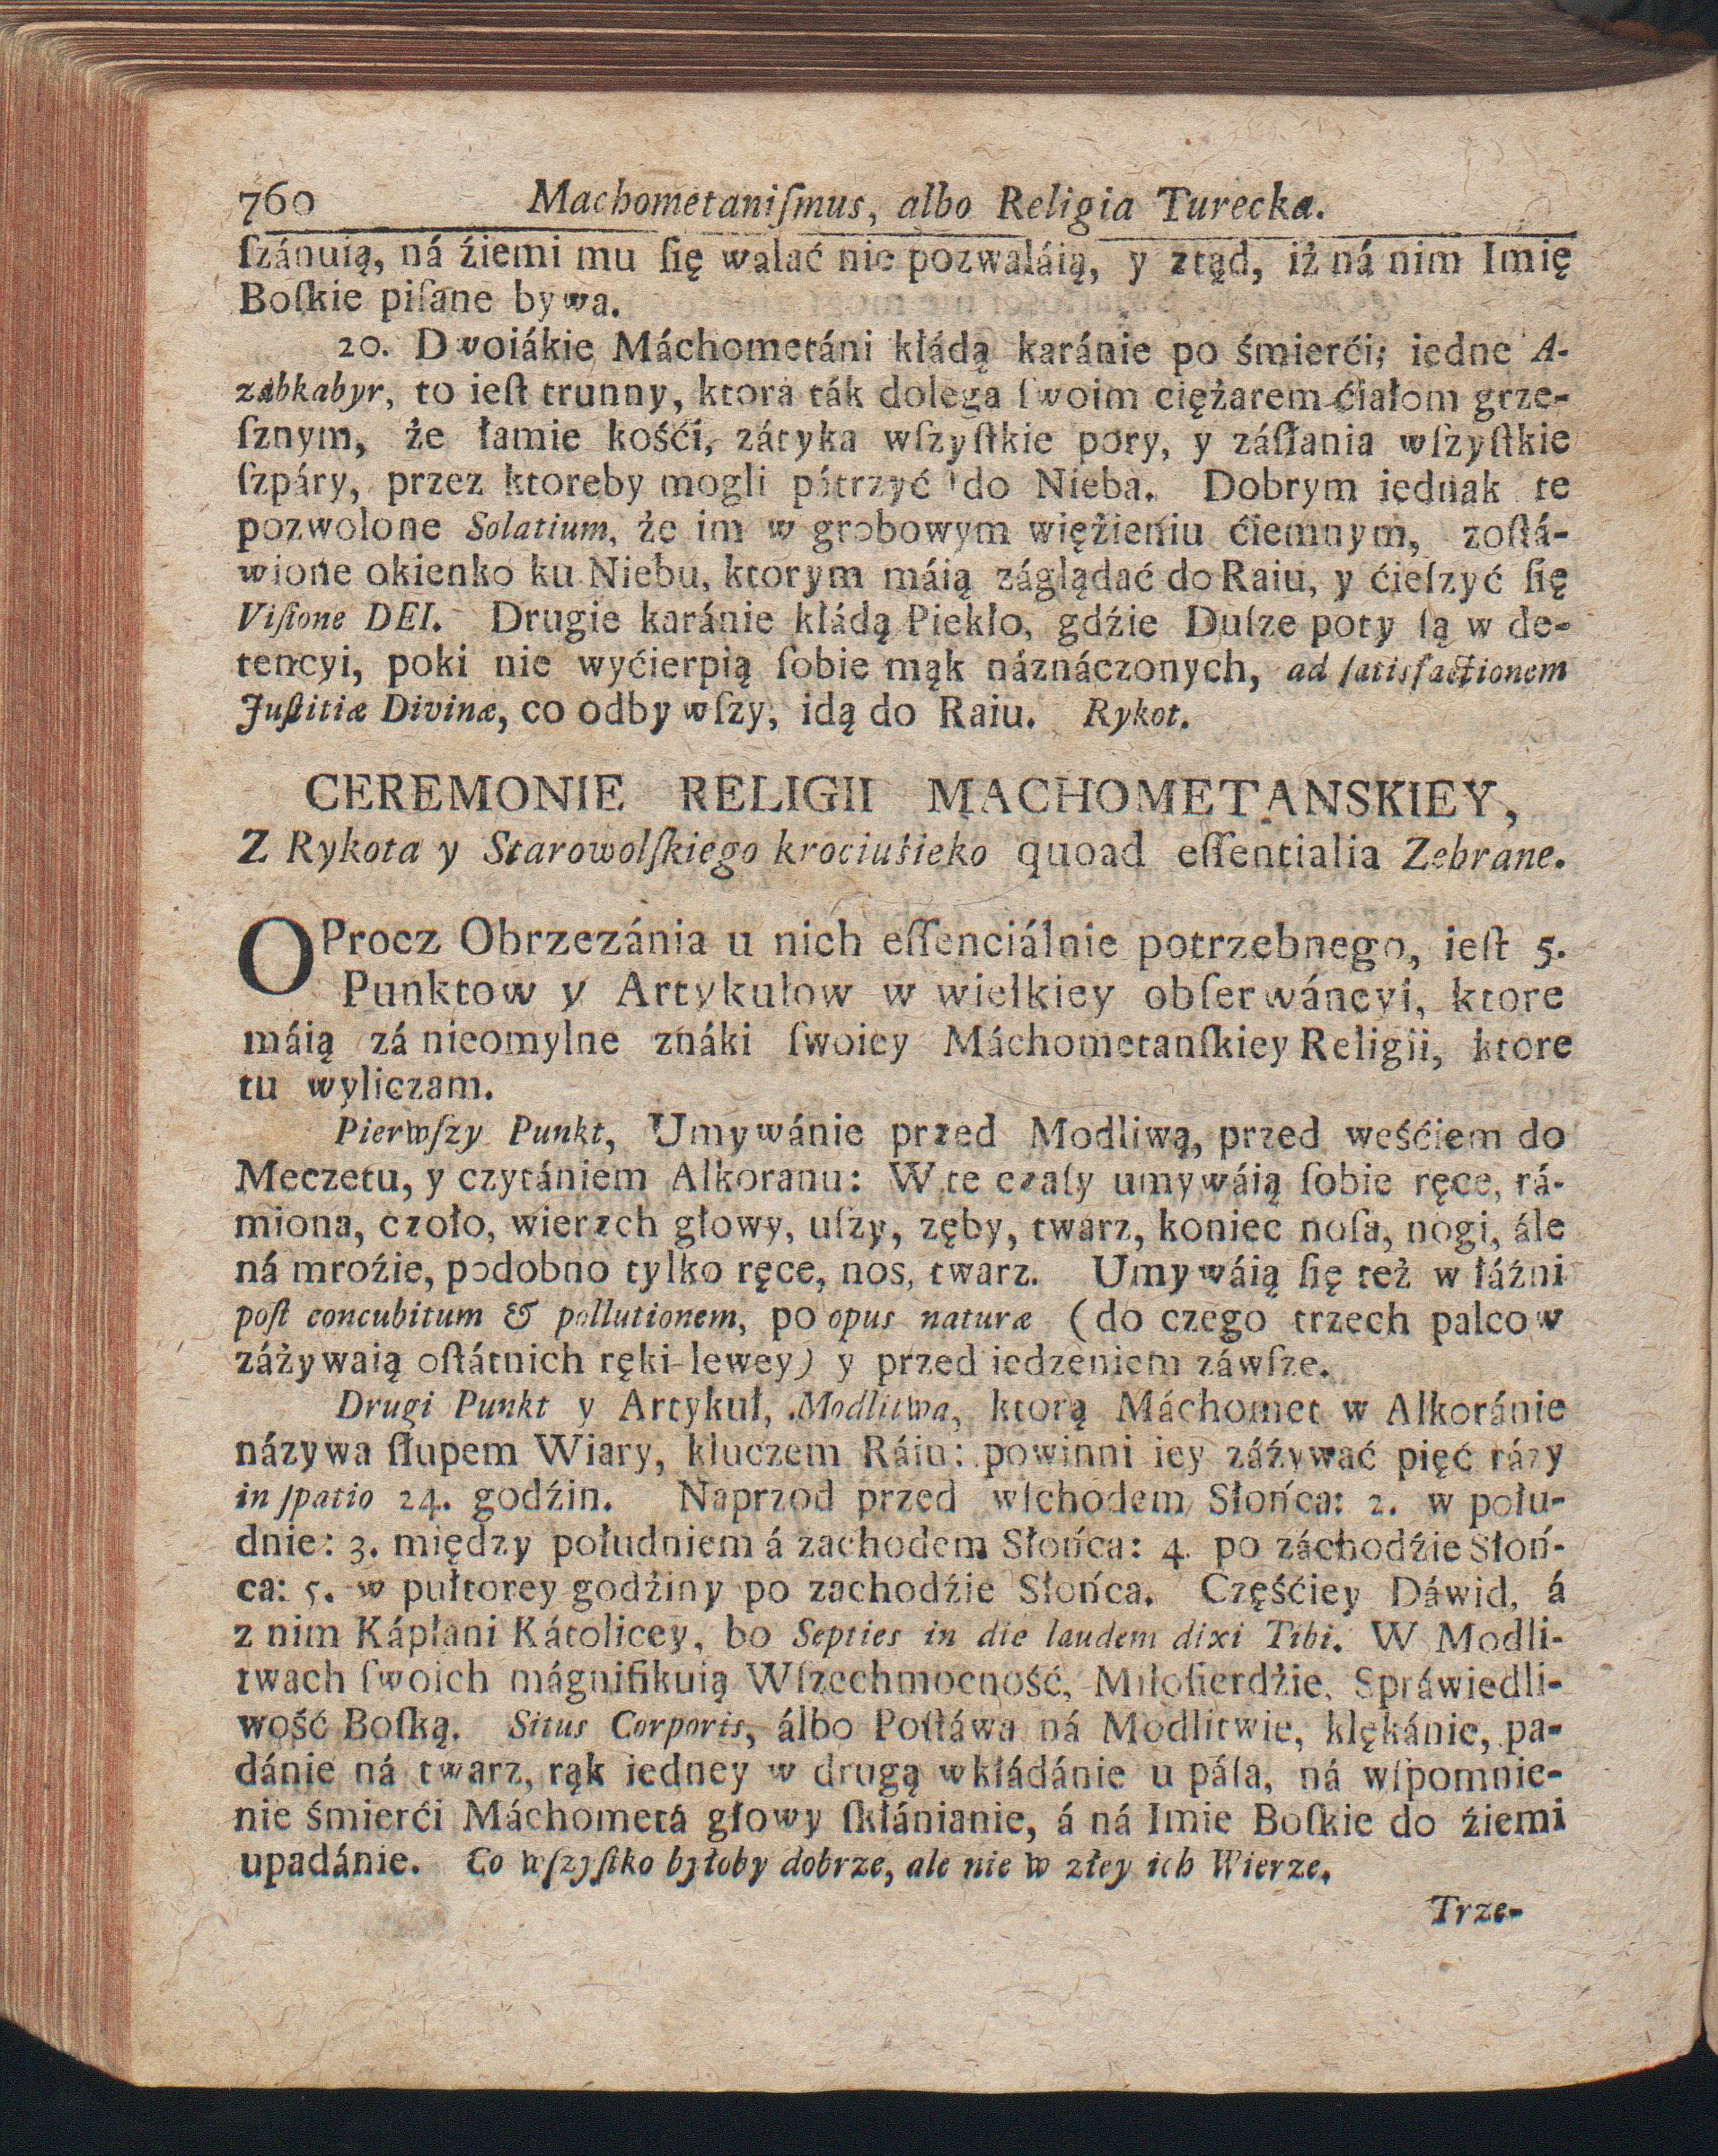 760 Machometaniſmus, albo Religia Turecka.
ſzánuią, ná źiemi mu ſię walać nie pozwaláią, y ztąd, iż ná nim Imię
Boſkie piſane bywa.
20. Dwoiákie Máchometáni kłádą karánie po śmierći; iedne A-
zabkabyr, to ieſt trunny, ktora ták dolega ſwoim ciężarem ćiałom grze-
ſznym, że łamie kośći, zátyka wſzyſtkie pory, y záſłania wſzyſtkie
ſzpáry, przez ktoreby mogli pátrzyć do Nieba. Dobrym iednak te
pozwolone Solatium, że im w grobowym więźieniu ćiemnym, zoſtá-
wione okienko ku Niebu, ktorym máią záglądać do Raiu, y ćieſzyć ſię
Viſione DEI. Drugie karánie kłádą Piekło, gdźie Duſze poty ſą w de-
tencyi, poki nie wyćierpią ſobie mąk náznáczonych, ad ſatisfactionem
Juſtitiæ Divinæ, co odbywſzy, idą do Raiu. Rykot.
CEREMONIE RELIGII MACHOMETANSKIEY,
Z Rykota y Starowolſkiego krociuśieko quoad eſſentialia Zebrane.
OProcz Obrzezánia u nich eſſenciálnie potrzebnego, ieſt 5.
Punktow y Artykułow w wielkiey obſerwáncyi, ktore
máią zá nieomylne znáki ſwoiey Máchometanſkiey Religii, ktore
tu wyliczam.
Pierwſzy Punkt, Umywánie przed Modliwą, przed weśćiem do
Meczetu, y czytániem Alkoranu: W te czaſy umywáią ſobie ręce, rá-
miona, czoło, wierzch głowy, uſzy, zęby, twarz, koniec noſa, nogi, ále
ná mroźie, podobno tylko ręce, nos, twarz. Umywáią ſię też w łáźni
poſt concubitum & pollutionem, po opus naturæ (do czego trzech palcow
záżywaią oſtátnich ręki lewey) y przed iedzeniem záwſze.
Drugi Punkt y Artykuł, Modlitwa, ktorą Máchomet w Alkoránie
názywa ſłupem Wiary, kluczem Ráiu: powinni iey záźywać pięć rázy
in ſpatio 24. godźin. Naprzod przed wſchodem Słońca: 2. w połu-
dnie: 3. między południem á zachodem Słońca: 4. po záchodźie Słoń-
ca: 5. w pułtorey godźiny po zachodźie Słońca. Częśćiey Dáwid, á
z nim Kápłani Kátolicey, bo Septies in die laudem dixi Tibi. W Modli-
twach ſwoich mágnifikuią Wſzechmocność, Miłoſierdźie, Spráwiedli-
wość Boſką. Situs Corporis, álbo Poſtáwa ná Modlitwie, klękánie, pa-
dánie ná twarz, rąk iedney w drugą wkłádánie u páſa, ná wſpomnie-
nie śmierći Máchometá głowy ſkłánianie, á ná Imie Boſkie do źiemi
upadánie. Co wſzyſtko byłoby dobrze, ale nie w złey ich Wierze.
Trze-